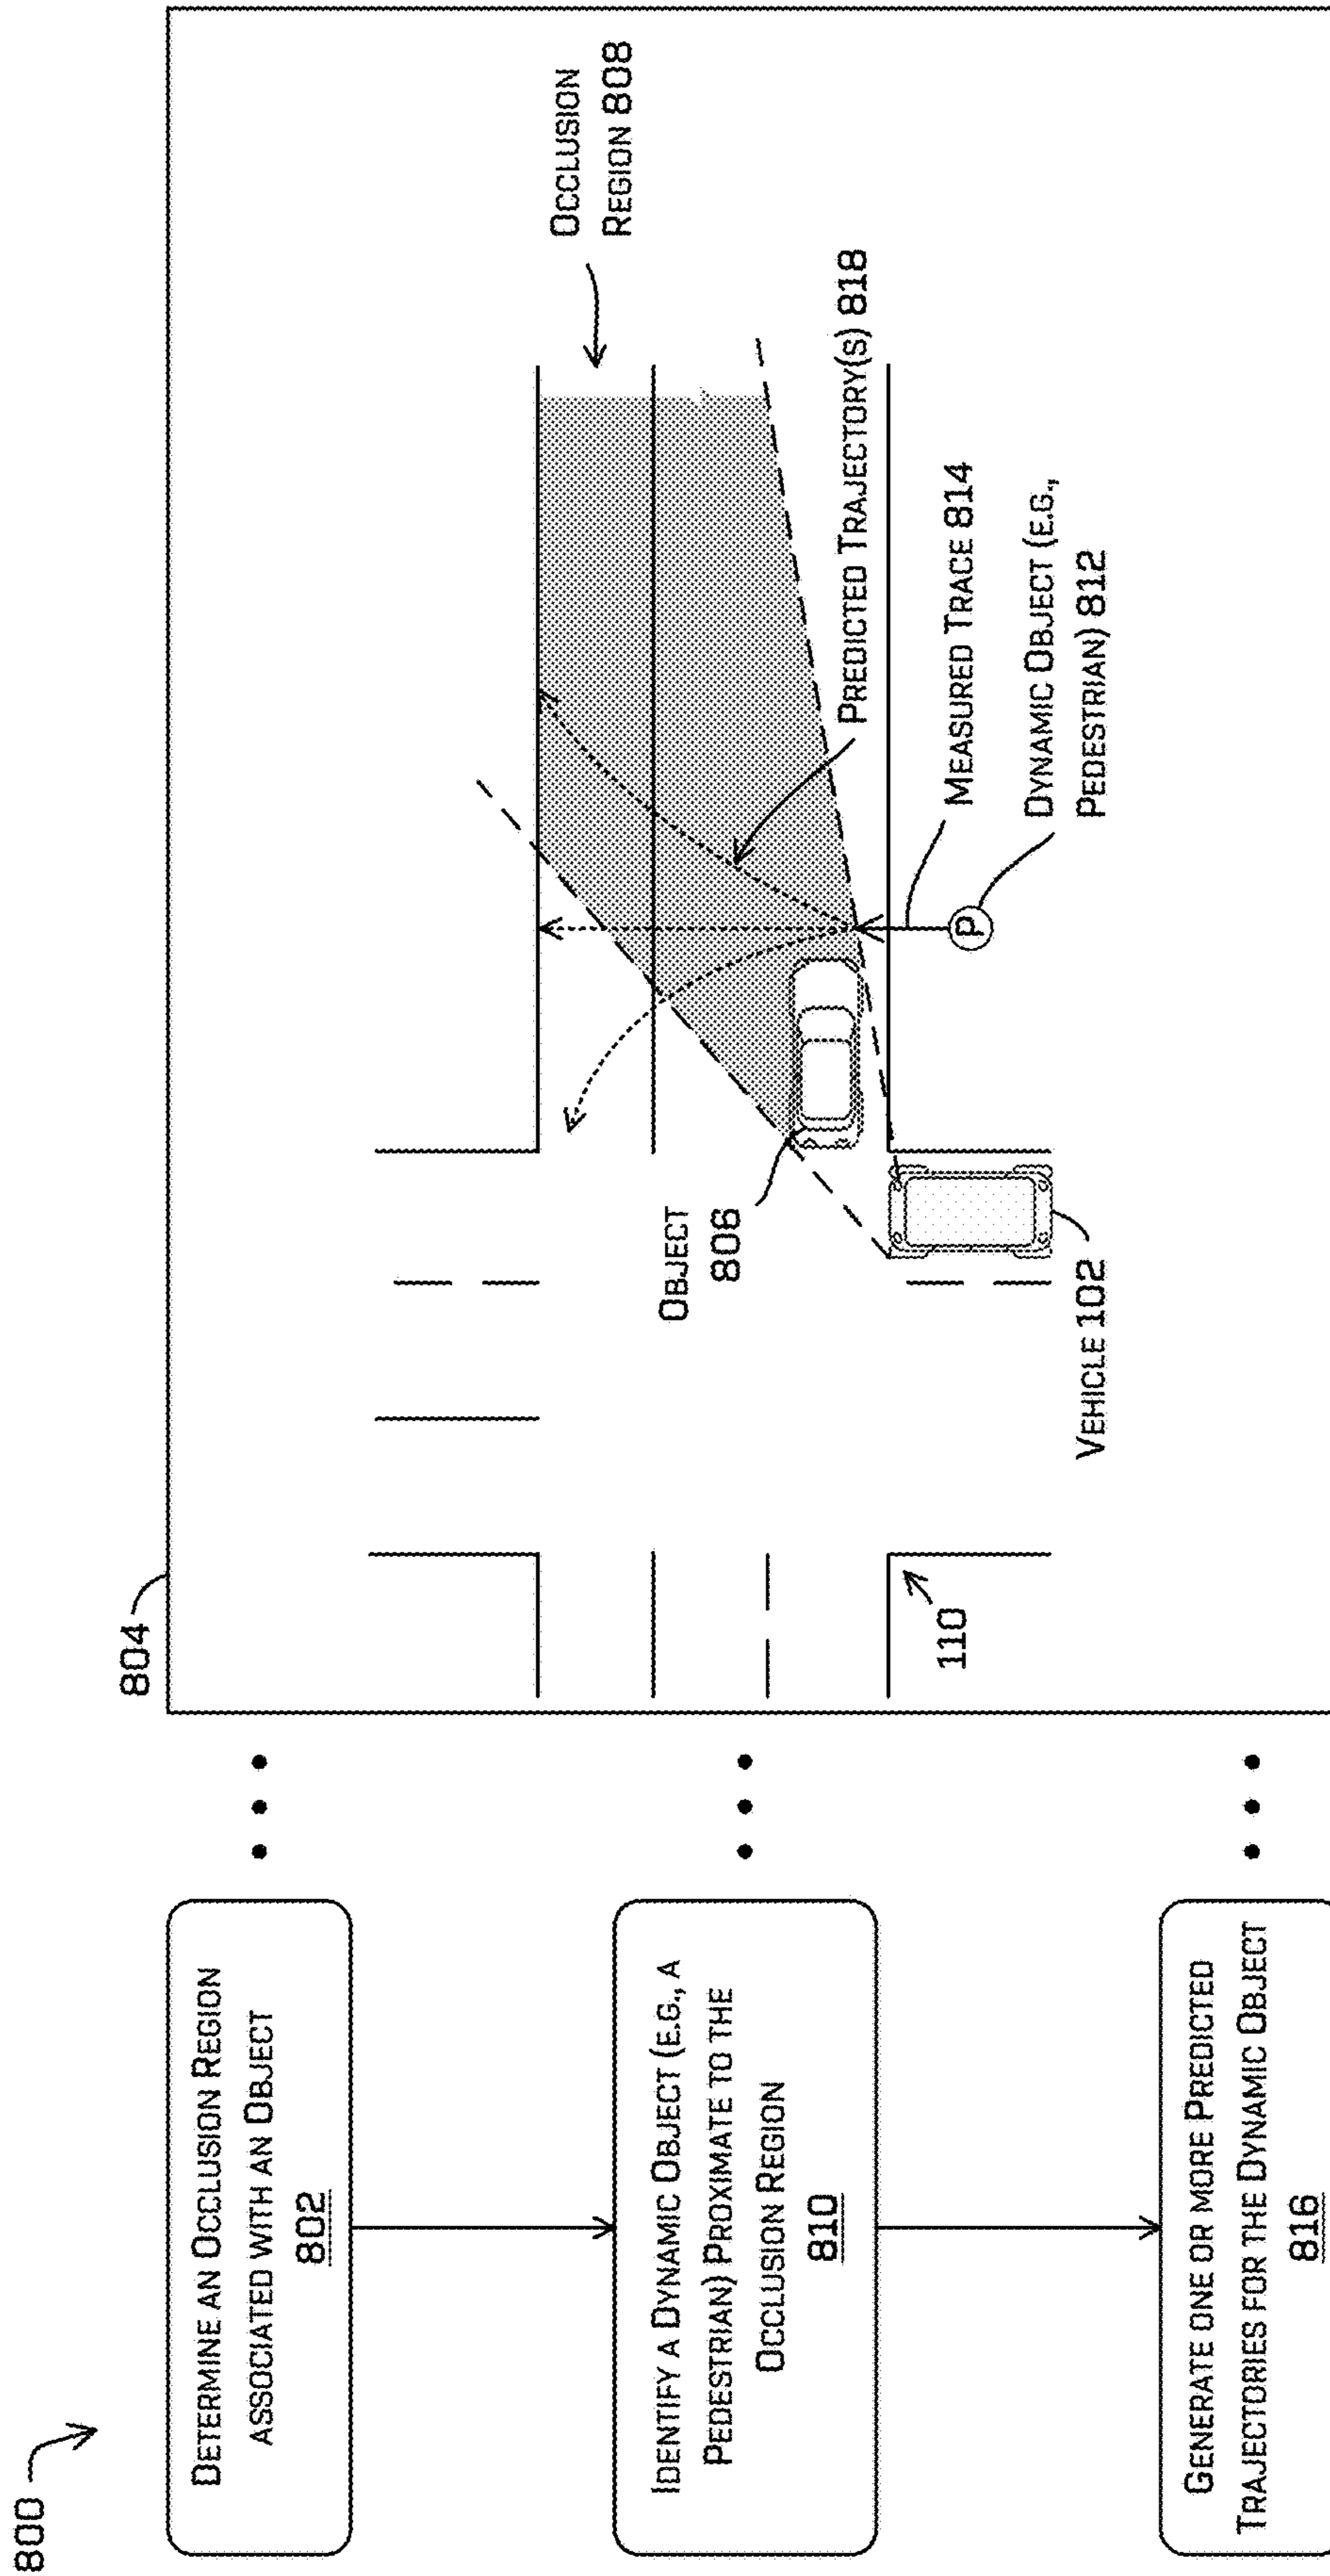 800
DETERMINE AN OCCLUSION REGION
ASSOCIATED WITH AN OBJECT
802
IDENTIFY A DYNAMIC OBJECT (E.G., A
PEDESTRIAN) PROXIMATE TO THE
OCCLUSION REGION
810
GENERATE ONE OR MORE PREDICTED
TRAJECTORIES FOR THE DYNAMIC OBJECT
816
804
OCCLUSION
REGION 808
OBJECT
806
PREDICTED TRAJECTORY(S) 818
MEASURED TRACE 814
DYNAMIC OBJECT (E.G.,
PEDESTRIAN) 812
P
110
VEHICLE 102